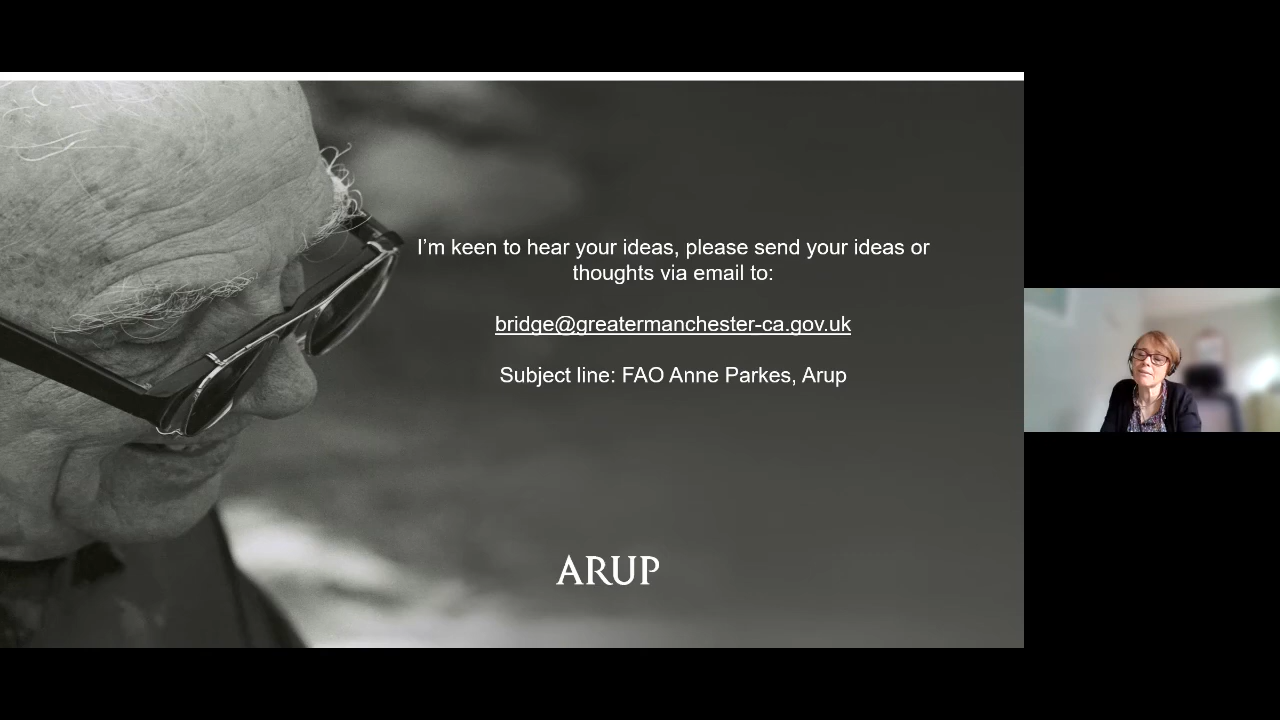 I’m keen to hear your ideas, please send your ideas or
thoughts via email to:
bridge@greatermanchester-ca.gov.uk
Subject line: FAO Anne Parkes, Arup
ARUP